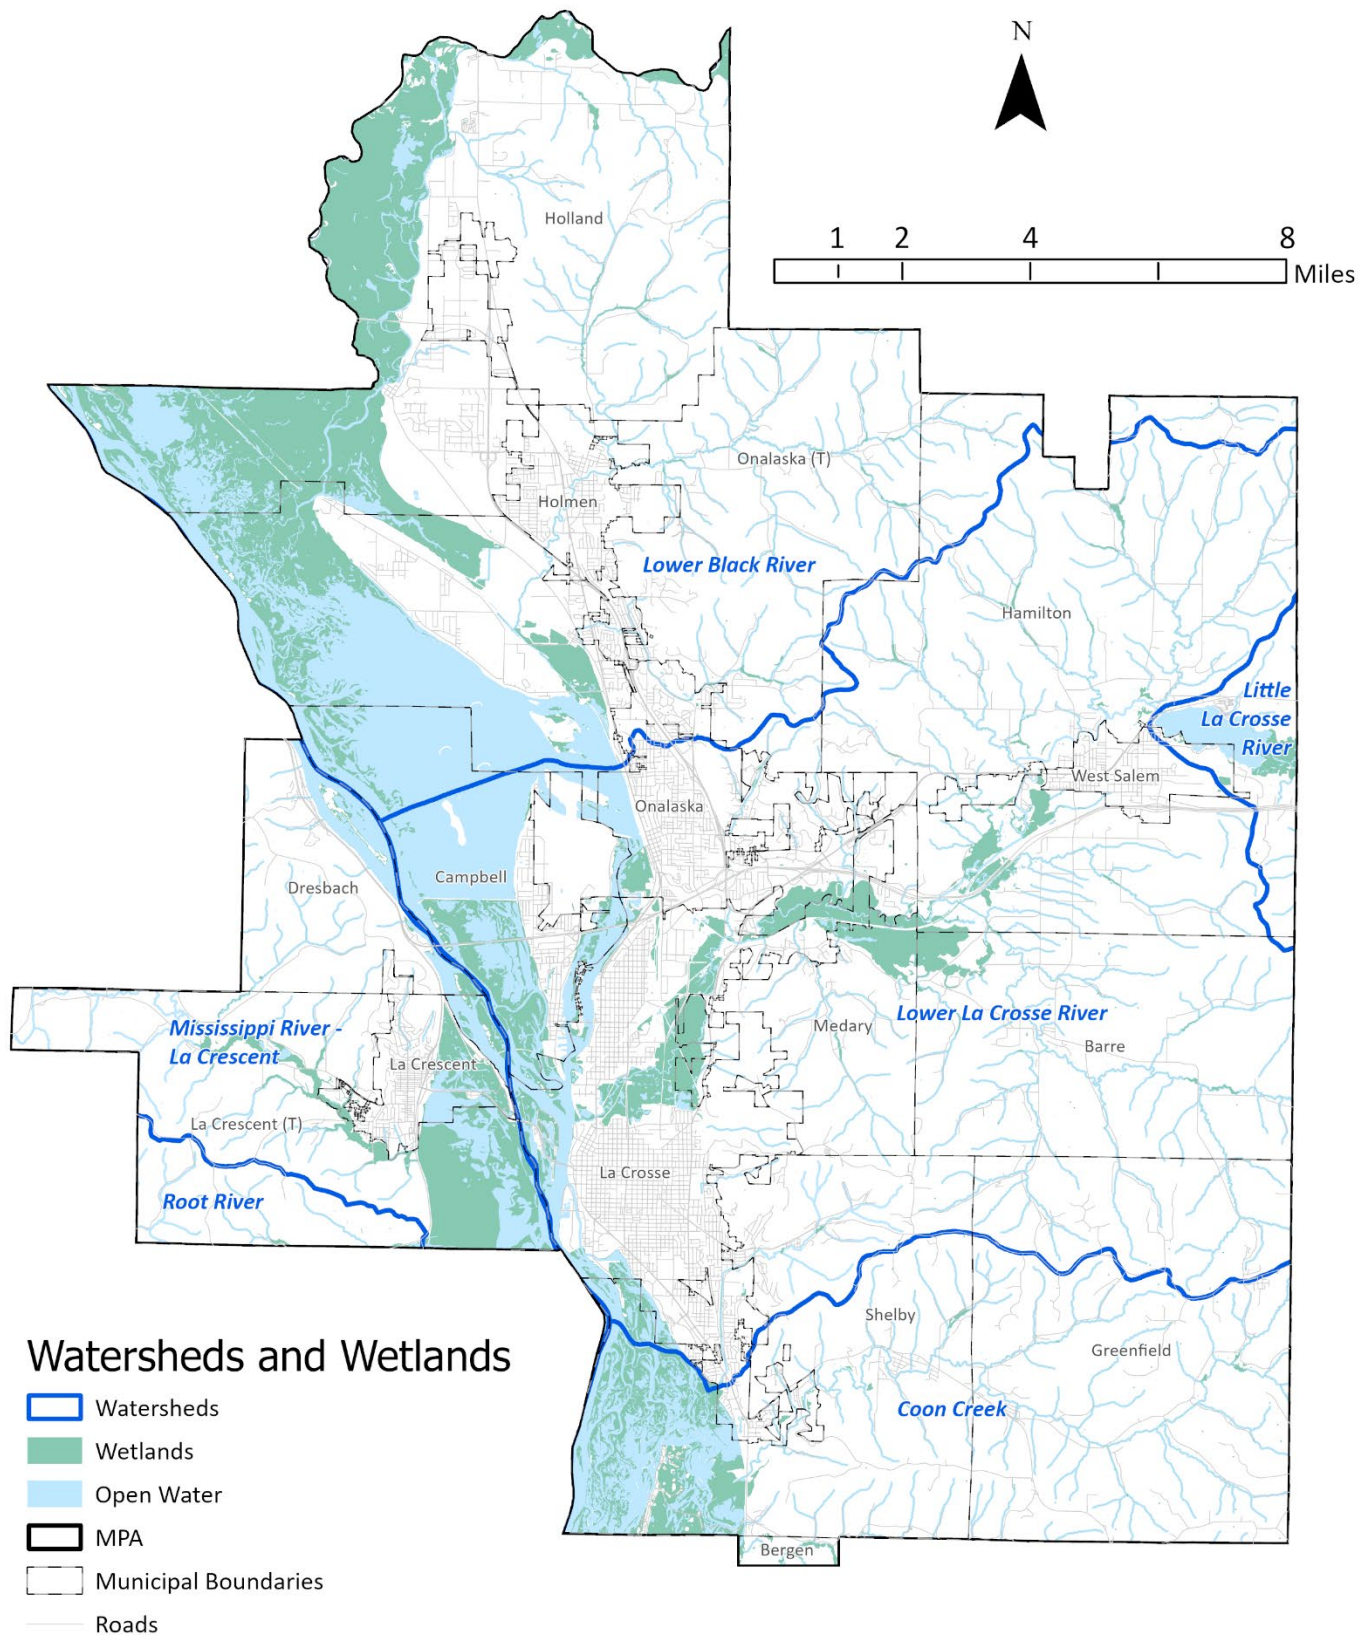 N
1 2 4 8
Miles
Holland
Onalaska (T)
Holmen
Lower Black River
Hamilton
Little
La Crosse
River
West Salem
Onalaska
Campbell
Dresbach
Mississippi River -
La Crescent
La Crescent
Medary
Lower La Crosse River
Barre
La Crescent (T)
Root River
La Crosse
Shelby
Greenfield
Coon Creek
Bergen
Watersheds and Wetlands
Watersheds
Wetlands
Open Water
MPA
Municipal Boundaries
Roads